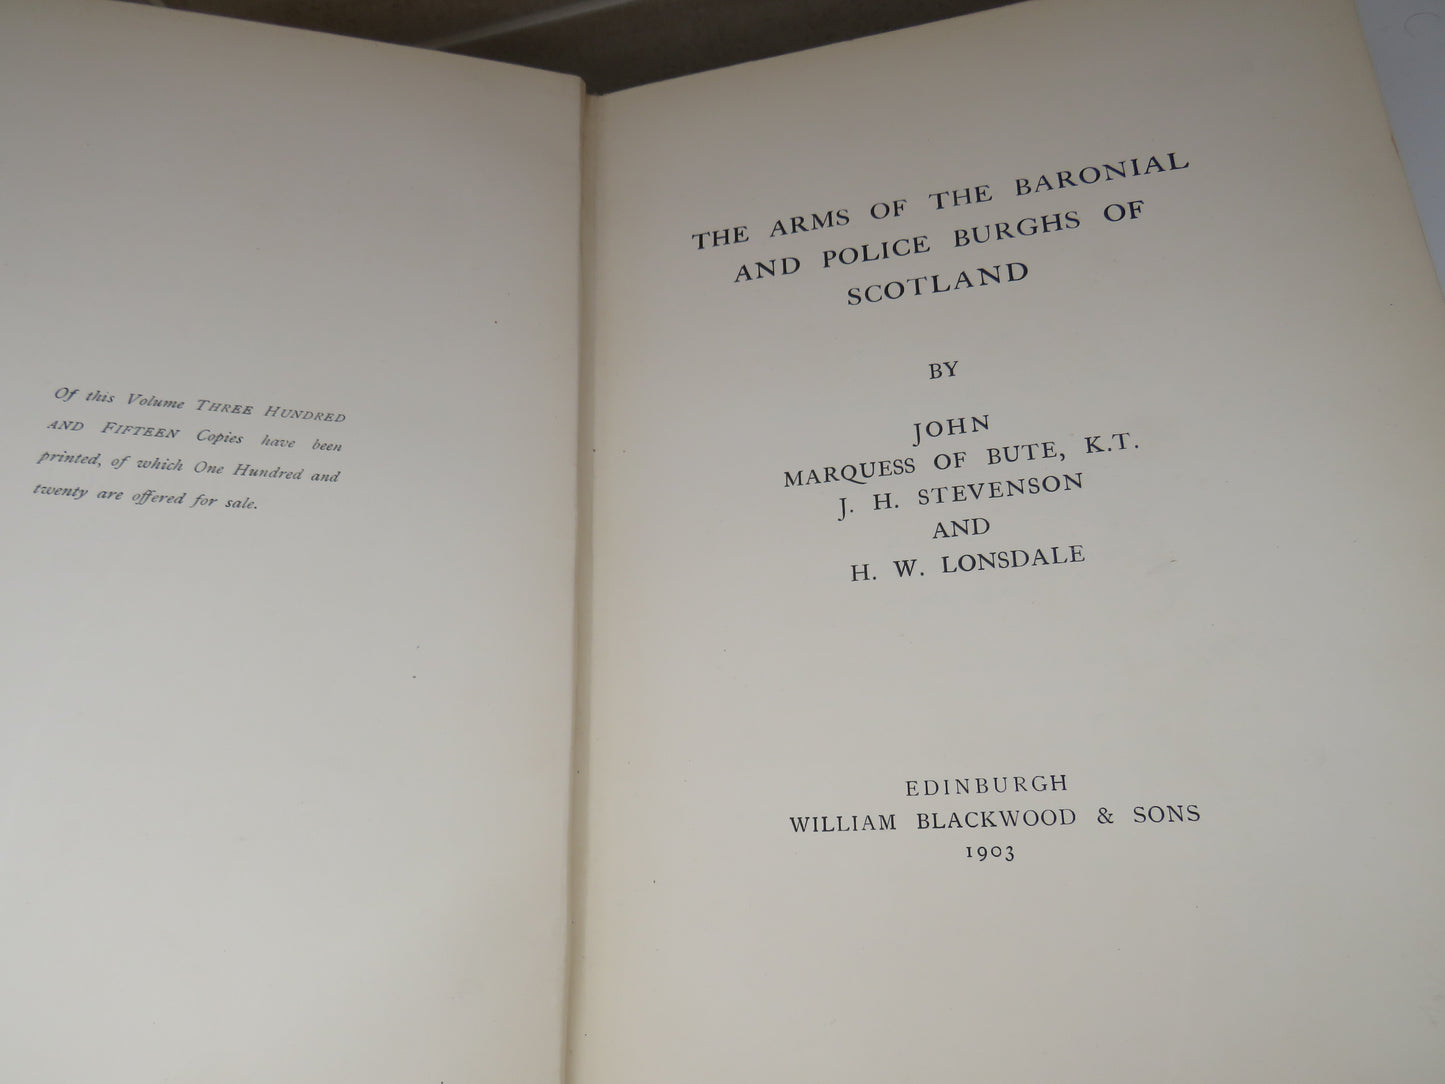 Of this Volume THREE HUNDRED
AND FIFTEEN Copies have been
printed, of which One Hundred and
twenty are offered for sale.
THE ARMS OF THE BARONIAL
AND POLICE BURGHS OF
SCOTLAND
BY
JOHN
MARQUESS OF BUTE, K.T.
J. H. STEVENSON
AND
H. W. LONSDALE
EDINBURGH
WILLIAM BLACKWOOD & SONS
1903